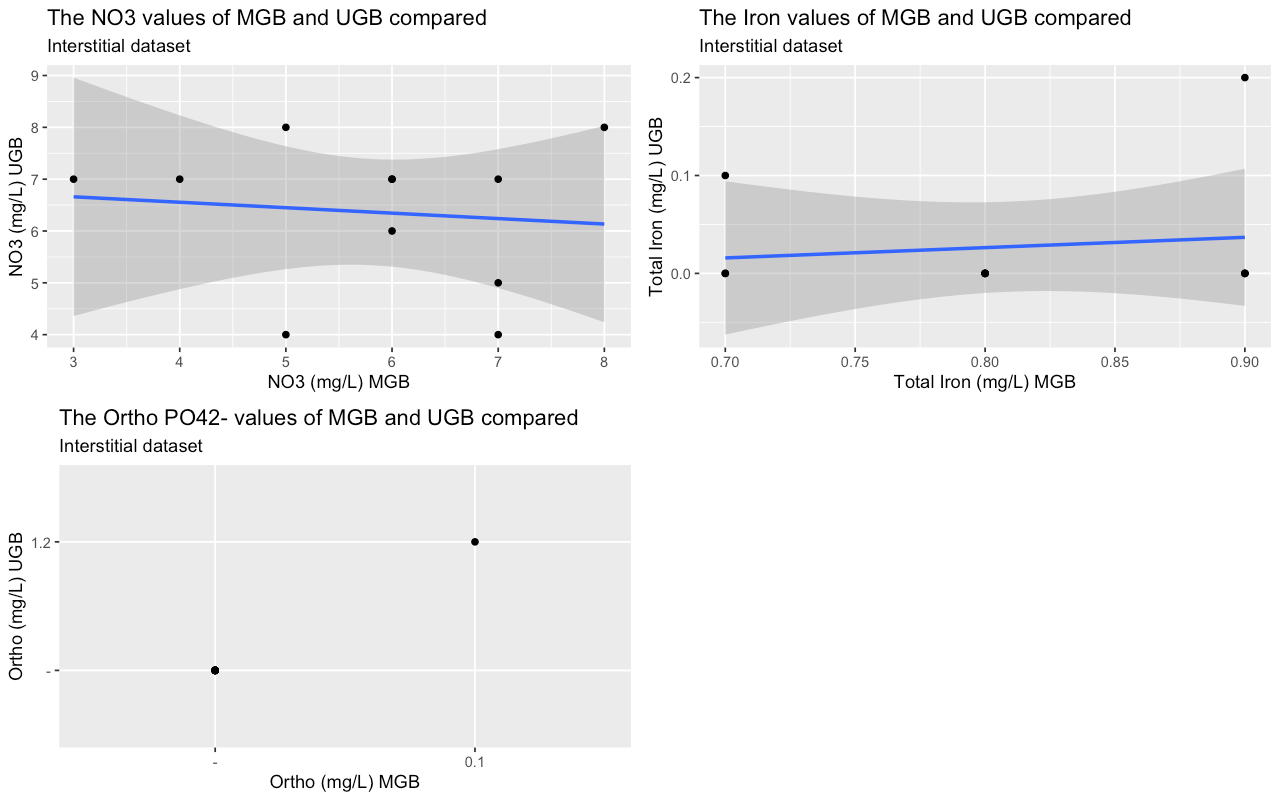 The NO3 values of MGB and UGB compared
Interstitial dataset
9
8
7
6
5
4
NO3 (mg/L) UGB
3
4
5
6
7
8
NO3 (mg/L) MGB
The Iron values of MGB and UGB compared
Interstitial dataset
0.2
0.1
0.0
Total Iron (mg/L) UGB
0.70
0.75
0.80
0.85
0.90
Total Iron (mg/L) MGB
The Ortho PO42- values of MGB and UGB compared
Interstitial dataset
1.2
-
Ortho (mg/L) UGB
-
0.1
Ortho (mg/L) MGB